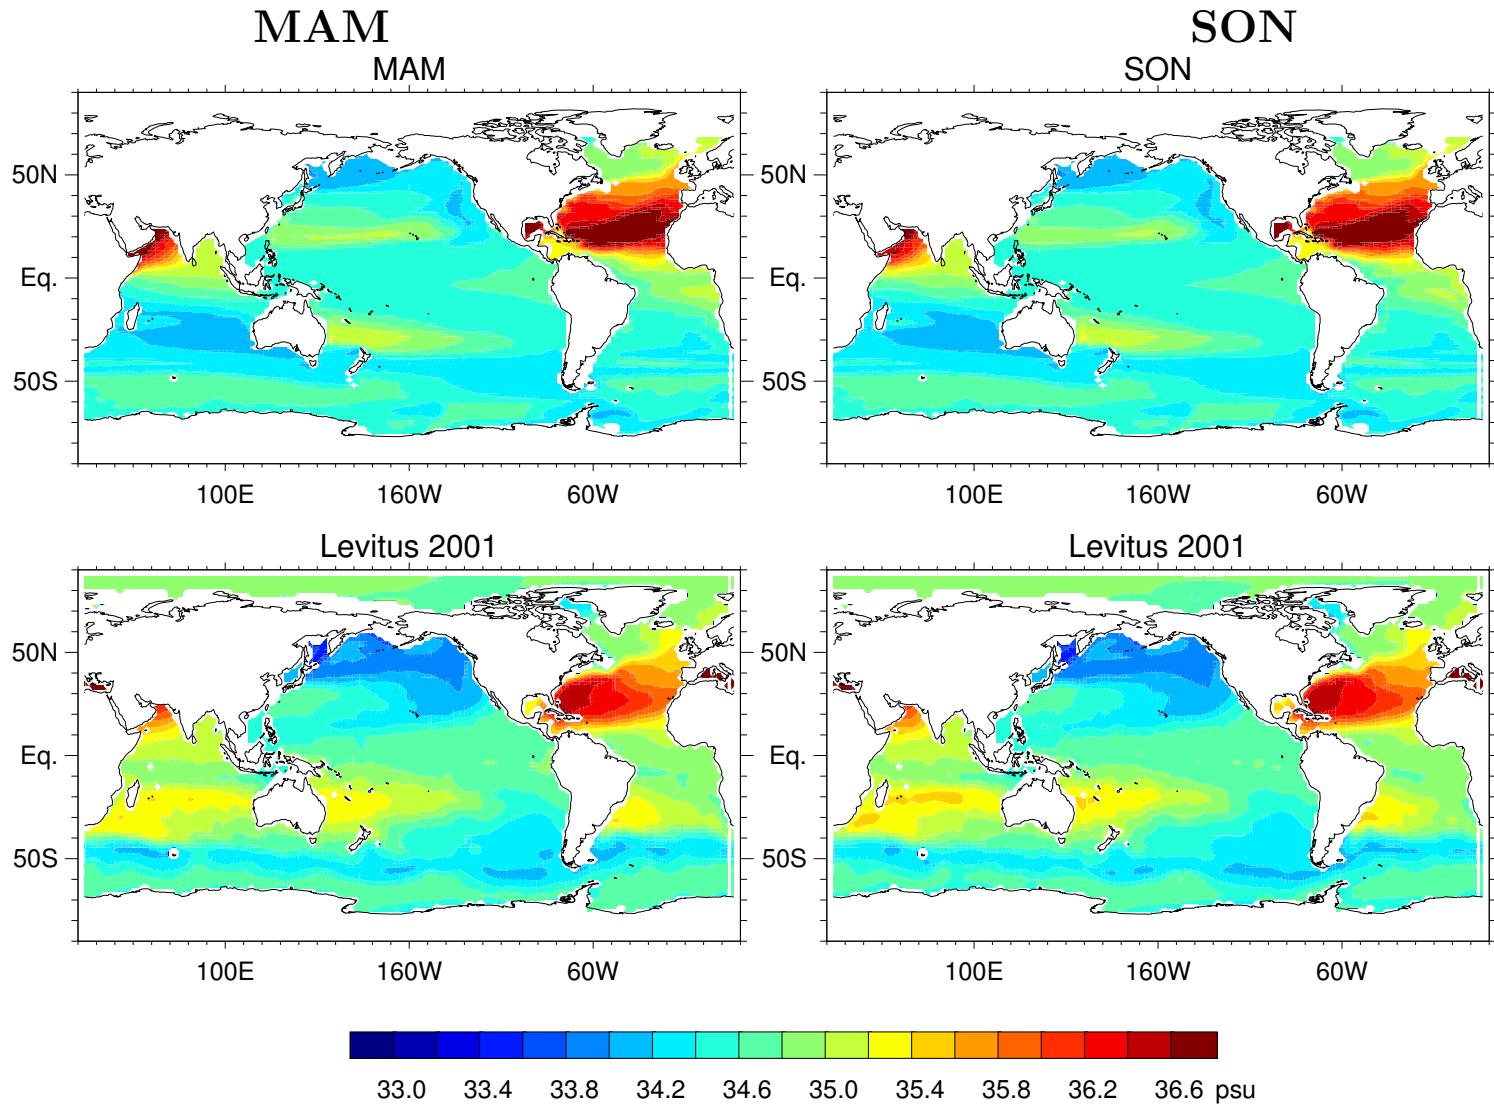 MAM SON
MAM SON
50N 50N
Eq. Eq.
50S 50S
100E 160W 60W 100E 160W 60W
Levitus 2001 Levitus 2001
50N 50N
Eq. Eq.
50S 50S
100E 160W 60W 100E 160W 60W
33.0 33.4 33.8 34.2 34.6 35.0 35.4 35.8 36.2 36.6 psu